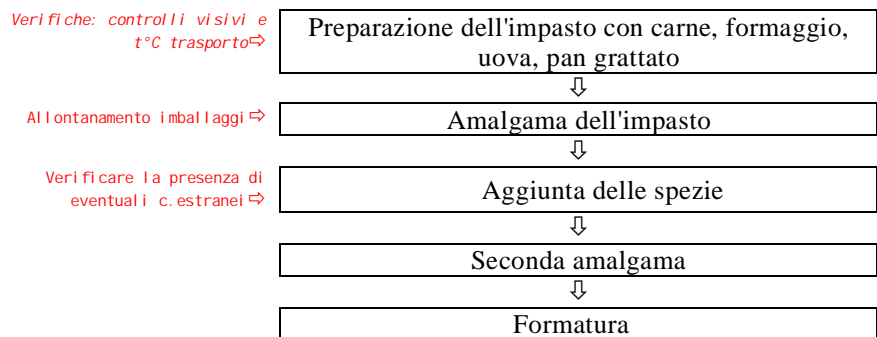 Verifiche: controlli visivi e
t°C trasporto⇨
Preparazione dell'impasto con carne, formaggio,
uova, pan grattato
⇩
Allontanamento imballaggi⇨
Amalgama dell'impasto
⇩
Verificare la presenza di
eventuali c.estranei⇨
Aggiunta delle spezie
⇩
Seconda amalgama
⇩
Formatura